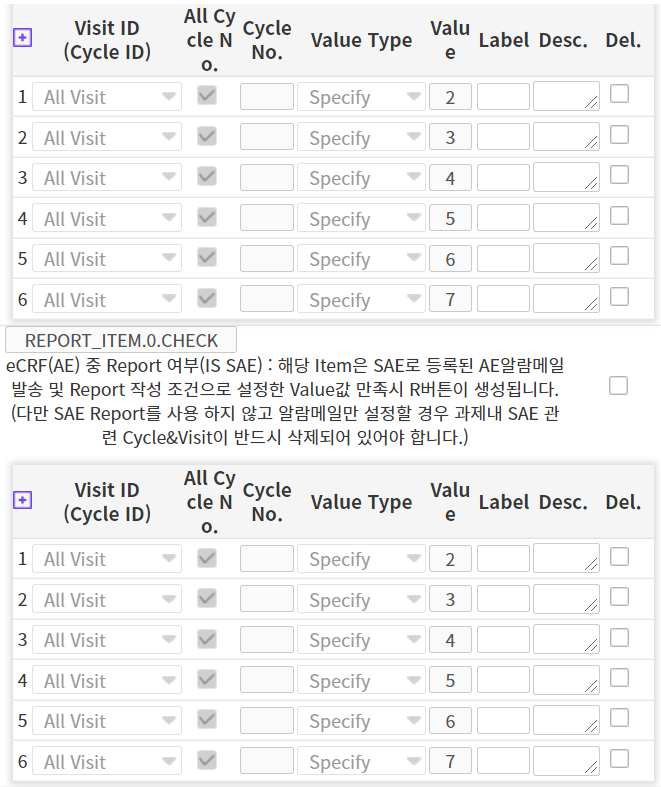 Visit ID (Cycle ID) All Cy cle N o. Cycle No. Value Type Valu e Label Desc. Del.
1 All Visit Specify 2
2 All Visit Specify 3
3 All Visit Specify 4
4 All Visit Specify 5
5 All Visit Specify 6
6 All Visit Specify 7
REPORT_ITEM.0.CHECK
eCRF(AE) 중 Report 여부(IS SAE) : 해당 Item은 SAE로 등록된 AE알람메일
발송 및 Report 작성 조건으로 설정한 Value값 만족시 R버튼이 생성됩니다.
(다만 SAE Report를 사용 하지 않고 알람메일만 설정할 경우 과제내 SAE 관
련 Cycle&Visit이 반드시 삭제되어 있어야 합니다.)
Visit ID (Cycle ID) All Cy cle N o. Cycle No. Value Type Valu e Label Desc. Del.
1 All Visit Specify 2
2 All Visit Specify 3
3 All Visit Specify 4
4 All Visit Specify 5
5 All Visit Specify 6
6 All Visit Specify 7